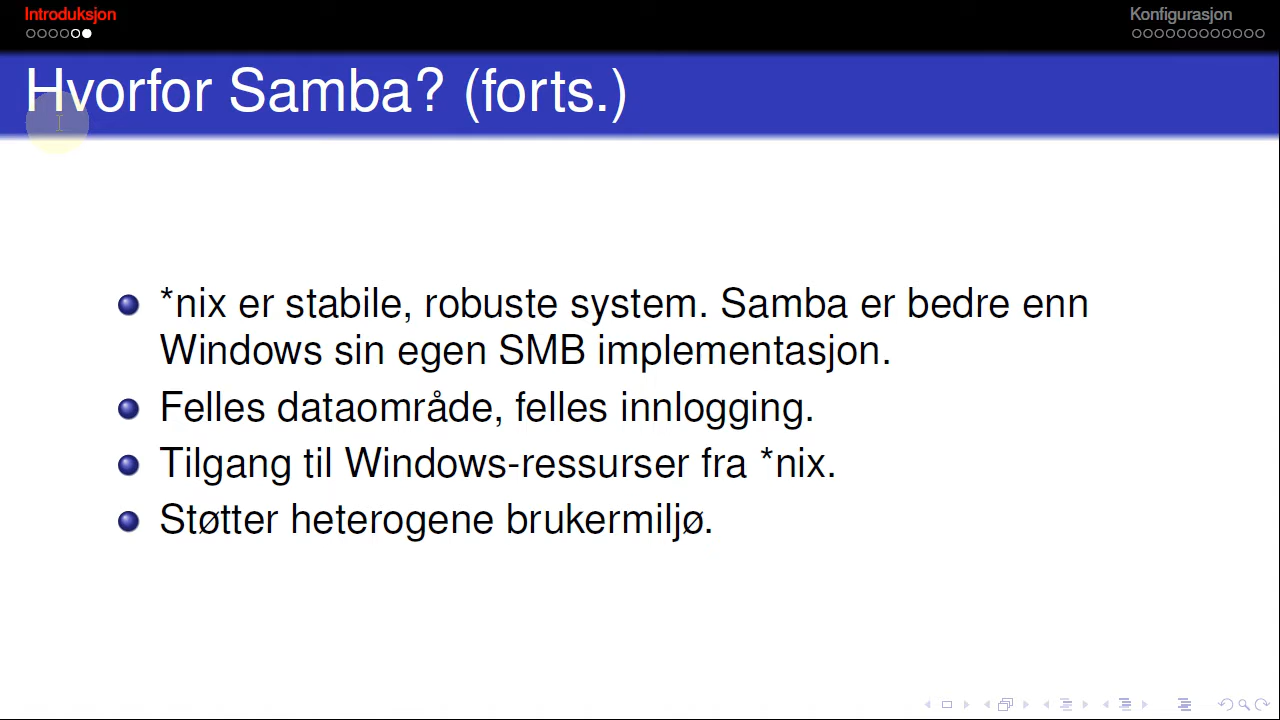 Introduksjon
Konfigurasjon
Hvorfor Samba? (forts.)
*nix er stabile, robuste system. Samba er bedre enn
Windows sin egen SMB implementasjon.
Felles dataområde, felles innlogging.
Tilgang til Windows-ressurser fra *nix.
Støtter heterogene brukermiljø.